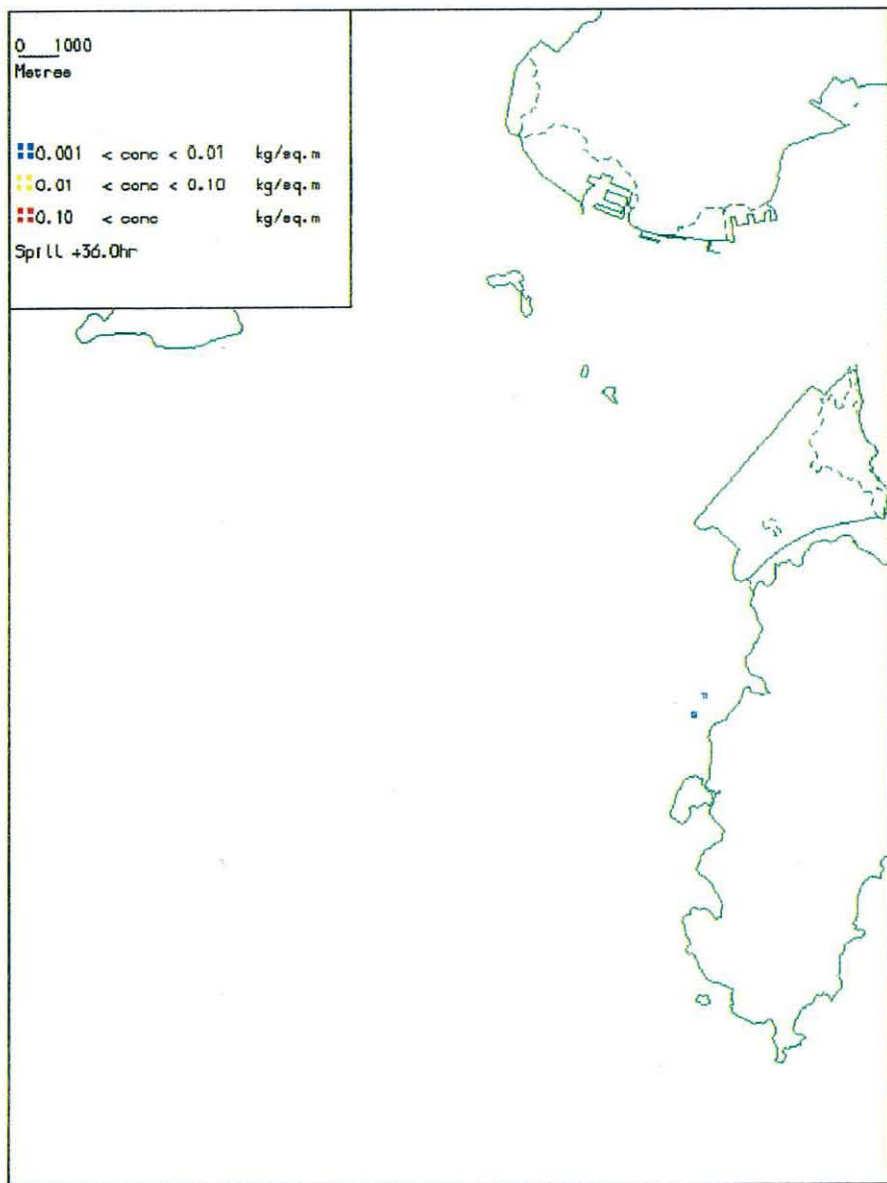 0 1000
Metres
0.001 < conc < 0.01 kg/sq.m
0.01 < conc < 0.10 kg/sq.m
0.10 < conc kg/sq.m
Spill +36.0hr